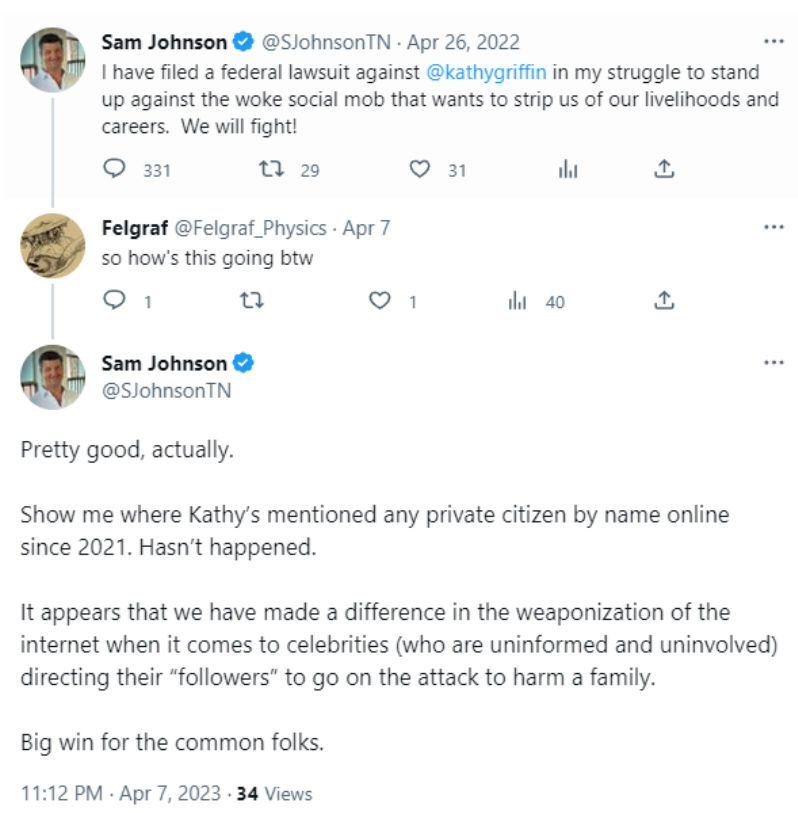 Sam Johnson @SJohnsonTN · Apr 26, 2022
I have filed a federal lawsuit against @kathygriffin in my struggle to stand
up against the woke social mob that wants to strip us of our livelihoods and
careers. We will fight!
331 29 31
Felgraf @Felgraf_Physics · Apr 7
so how's this going btw
1 1 40
Sam Johnson
@SJohnsonTN
Pretty good, actually.
Show me where Kathy's mentioned any private citizen by name online
since 2021. Hasn't happened.
It appears that we have made a difference in the weaponization of the
internet when it comes to celebrities (who are uninformed and uninvolved)
directing their “followers” to go on the attack to harm a family.
Big win for the common folks.
11:12 PM · Apr 7, 2023 · 34 Views